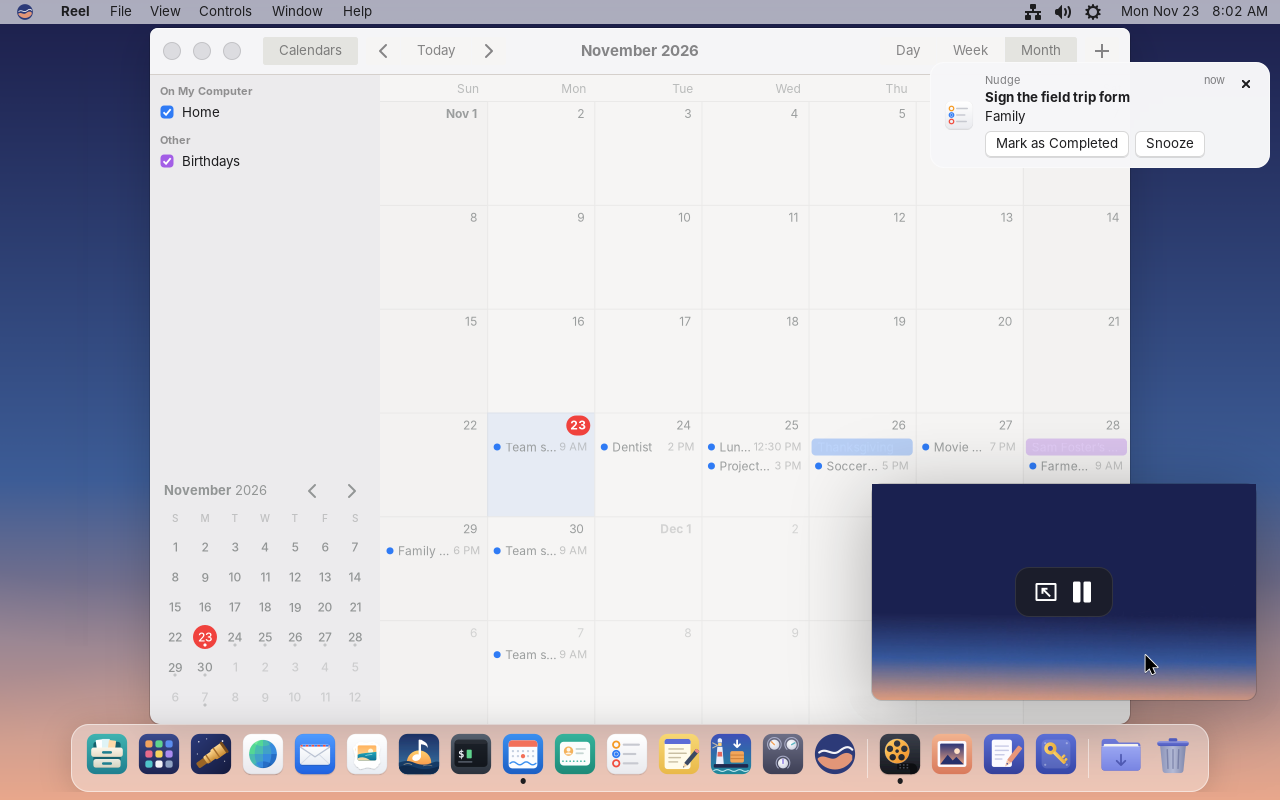 Reel File View Controls Window Help Mon Nov 23 8:02 AM
Calendars Today November 2026 Day Week Month
Nudge now
Sign the field trip form
Family
Mark as Completed Snooze
On My Computer
Home
Other
Birthdays
Sun Mon Tue Wed Thu
Nov 1 2 3 4 5
8 9 10 11 12 13 14
15 16 17 18 19 20 21
22 23 24 25 26 27 28
Team s... 9 AM Dentist 2 PM Lun... 12:30 PM Thanksgiving Movie ... 7 PM
Project... 3 PM Soccer... 5 PM Farme... 9 AM
29 30 Dec 1 2
Family ... 6 PM Team s... 9 AM
6 7 8 9
Team s... 9 AM
November 2026
S M T W T F S
1 2 3 4 5 6 7
8 9 10 11 12 13 14
15 16 17 18 19 20 21
22 23 24 25 26 27 28
29 30 1 2 3 4 5
6 7 8 9 10 11 12
$